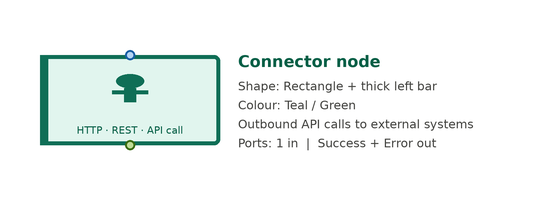 HTTP · REST · API call
Connector node
Shape: Rectangle + thick left bar
Colour: Teal / Green
Outbound API calls to external systems
Ports: 1 in | Success + Error out